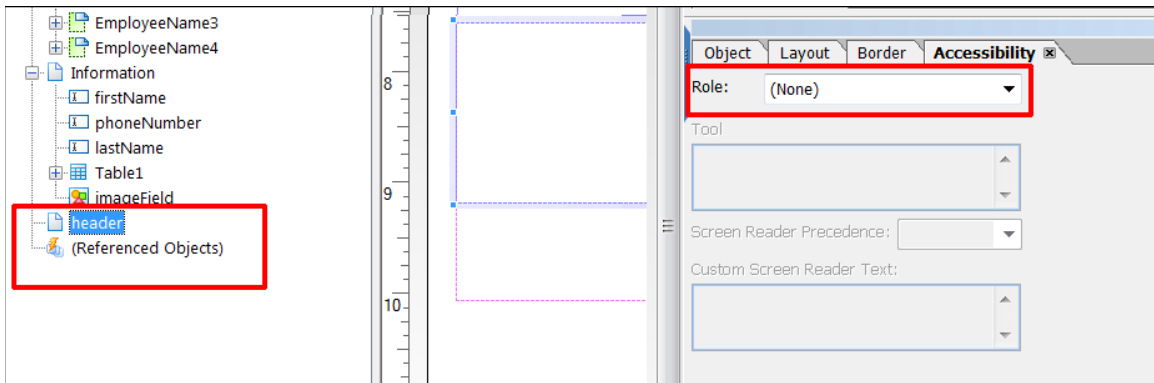 EmployeeName3
EmployeeName4
Information
firstName
phoneNumber
lastName
Table1
imageField
header
(Referenced Objects)
8
9
10
Object Layout Border Accessibility
Role: (None)
Tool
Screen Reader Precedence:
Custom Screen Reader Text: